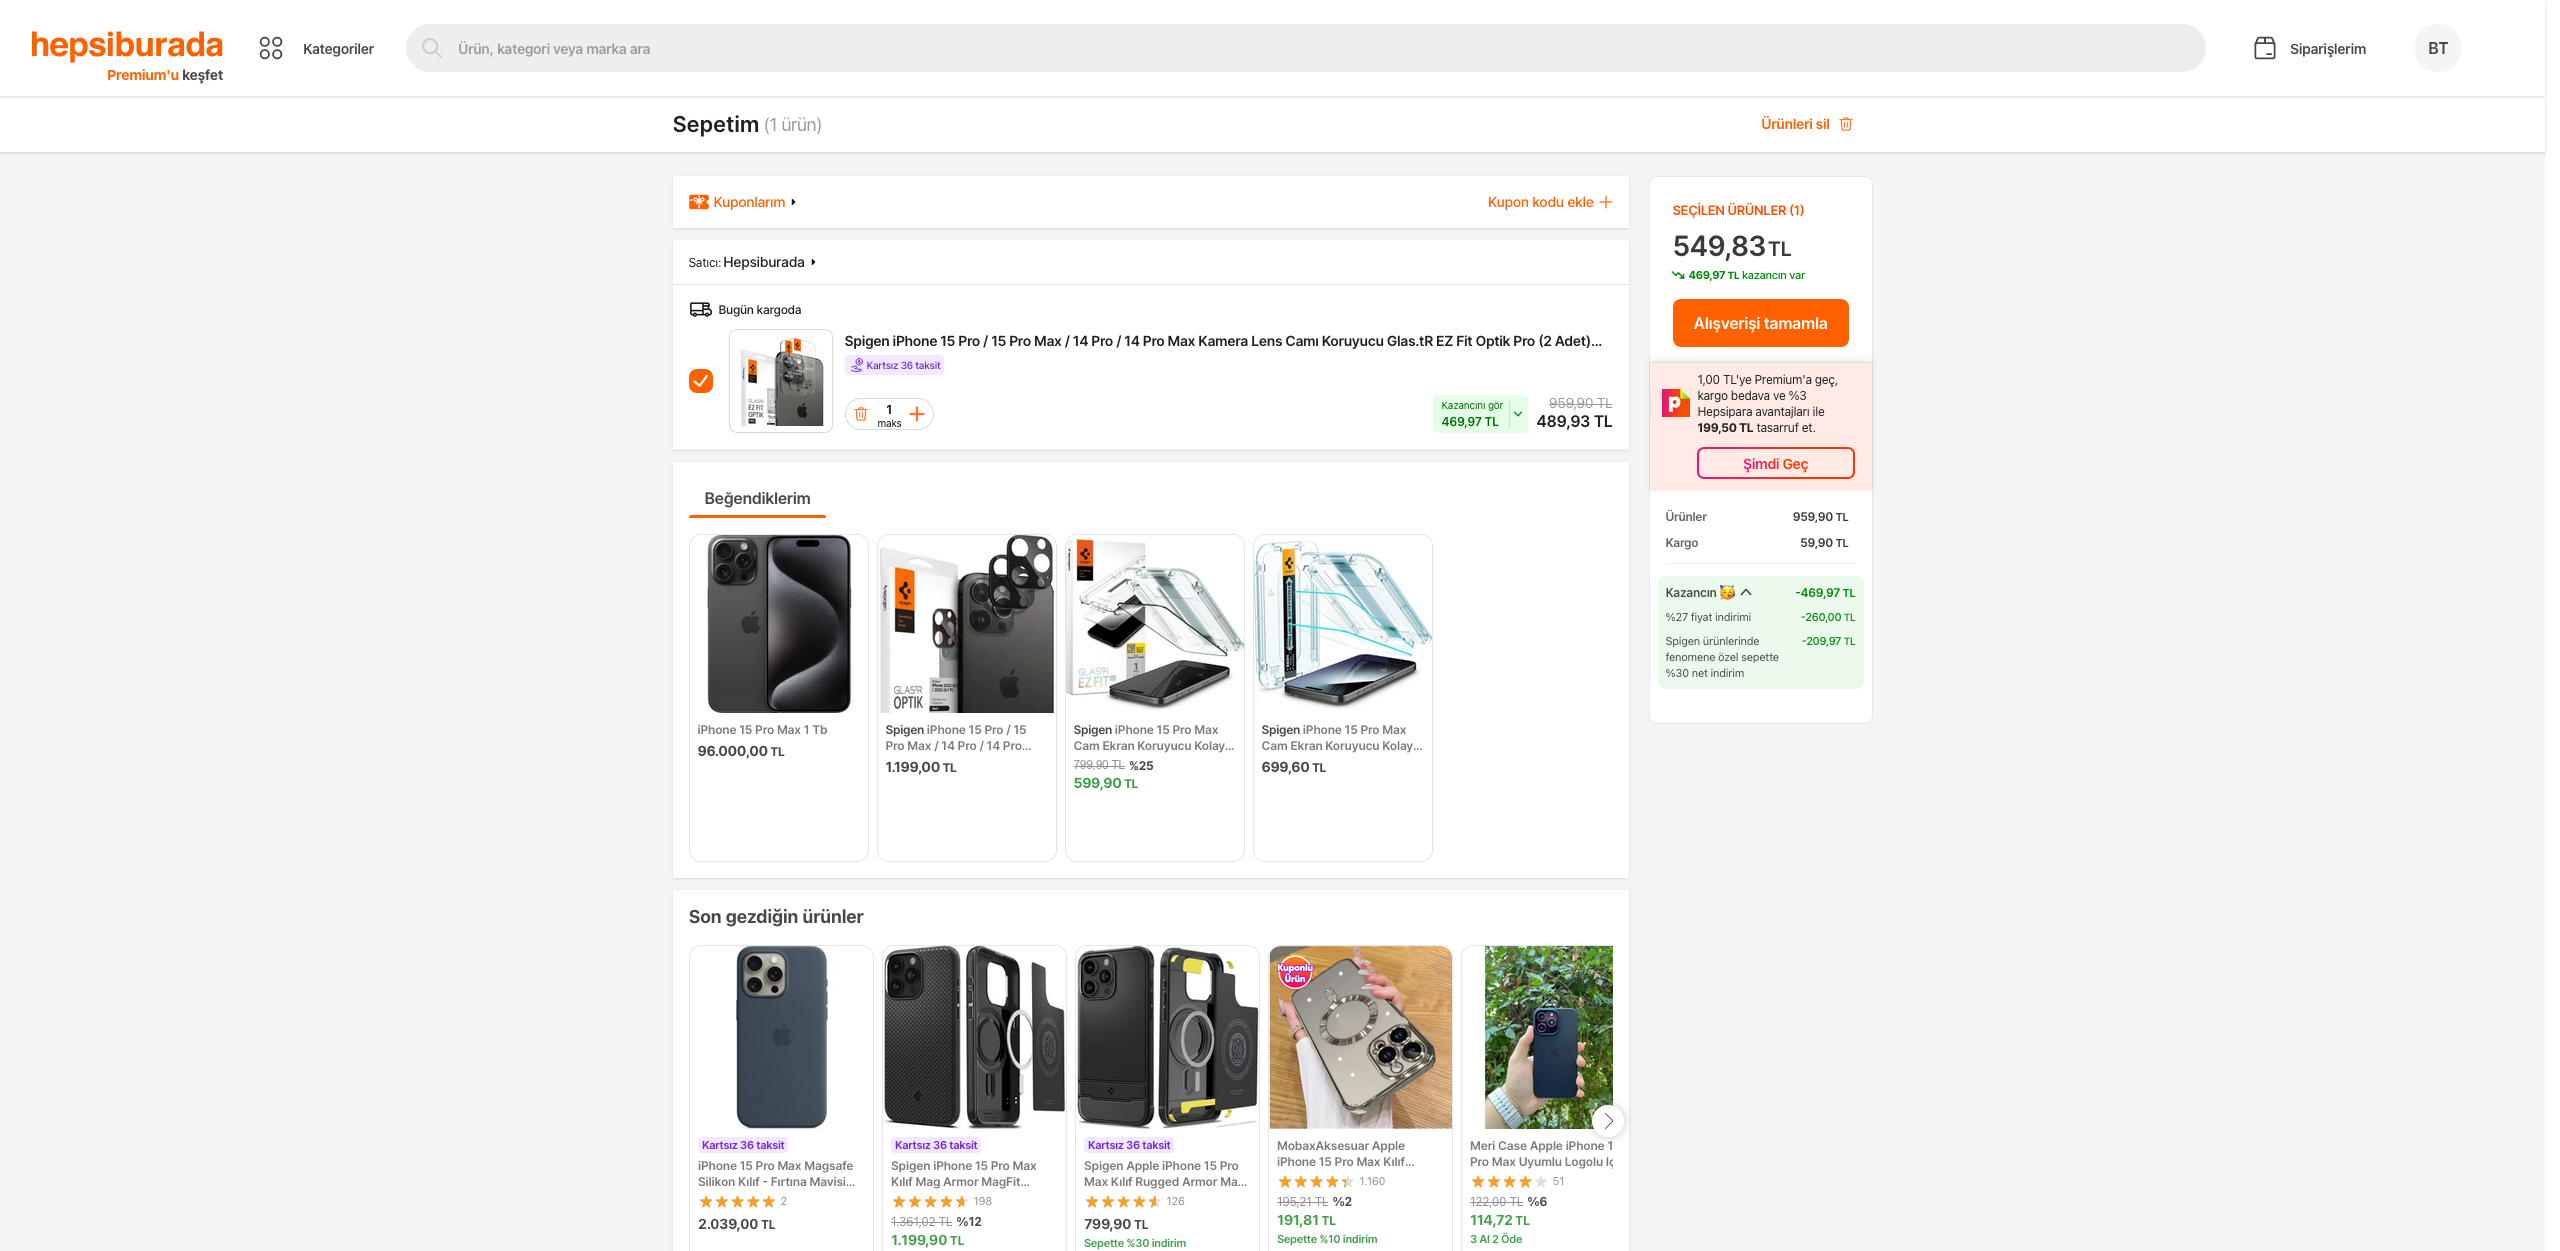 hepsiburada
Premium'u keşfet
Kategoriler
Ürün, kategori veya marka ara
Siparişlerim
BT
Sepetim (1 ürün)
Ürünleri sil
Kuponlarım
Kupon kodu ekle
Satıcı: Hepsiburada
Bugün kargoda
Spigen iPhone 15 Pro / 15 Pro Max / 14 Pro / 14 Pro Max Kamera Lens Camı Koruyucu Glas.tR EZ Fit Optik Pro (2 Adet)...
Kartsız 36 taksit
1
maks
Kazancını gör
469,97 TL
959,90 TL
489,93 TL
SEÇİLEN ÜRÜNLER (1)
549,83 TL
469,97 TL kazancın var
Alışverişi tamamla
1,00 TL'ye Premium'a geç,
kargo bedava ve %3
Hepsipara avantajları ile
199,50 TL tasarruf et.
Şimdi Geç
Ürünler 959,90 TL
Kargo 59,90 TL
Kazancın -469,97 TL
%27 fiyat indirimi -260,00 TL
Spigen ürünlerinde -209,97 TL
fenomene özel sepette
%30 net indirim
Beğendiklerim
GLAS.tR
OPTIK
GLAS.tR
EZ FIT
iPhone 15 Pro Max 1 Tb
96.000,00 TL
Spigen iPhone 15 Pro / 15
Pro Max / 14 Pro / 14 Pro...
1.199,00 TL
Spigen iPhone 15 Pro Max
Cam Ekran Koruyucu Kolay...
799,90 TL %25
599,90 TL
Spigen iPhone 15 Pro Max
Cam Ekran Koruyucu Kolay...
699,60 TL
Son gezdiğin ürünler
Kuponlu
Ürün
Kartsız 36 taksit
iPhone 15 Pro Max Magsafe
Silikon Kılıf - Fırtına Mavisi...
2
2.039,00 TL
Kartsız 36 taksit
Spigen iPhone 15 Pro Max
Kılıf Mag Armor MagFit...
198
1.361,02 TL %12
1.199,90 TL
Kartsız 36 taksit
Spigen Apple iPhone 15 Pro
Max Kılıf Rugged Armor Ma...
126
799,90 TL
Sepette %30 indirim
MobaxAksesuar Apple
iPhone 15 Pro Max Kılıf...
1.160
195,21 TL %2
191,81 TL
Sepette %10 indirim
Meri Case Apple iPhone 1
Pro Max Uyumlu Logolu Iç
51
122,00 TL %6
114,72 TL
3 Al 2 Öde